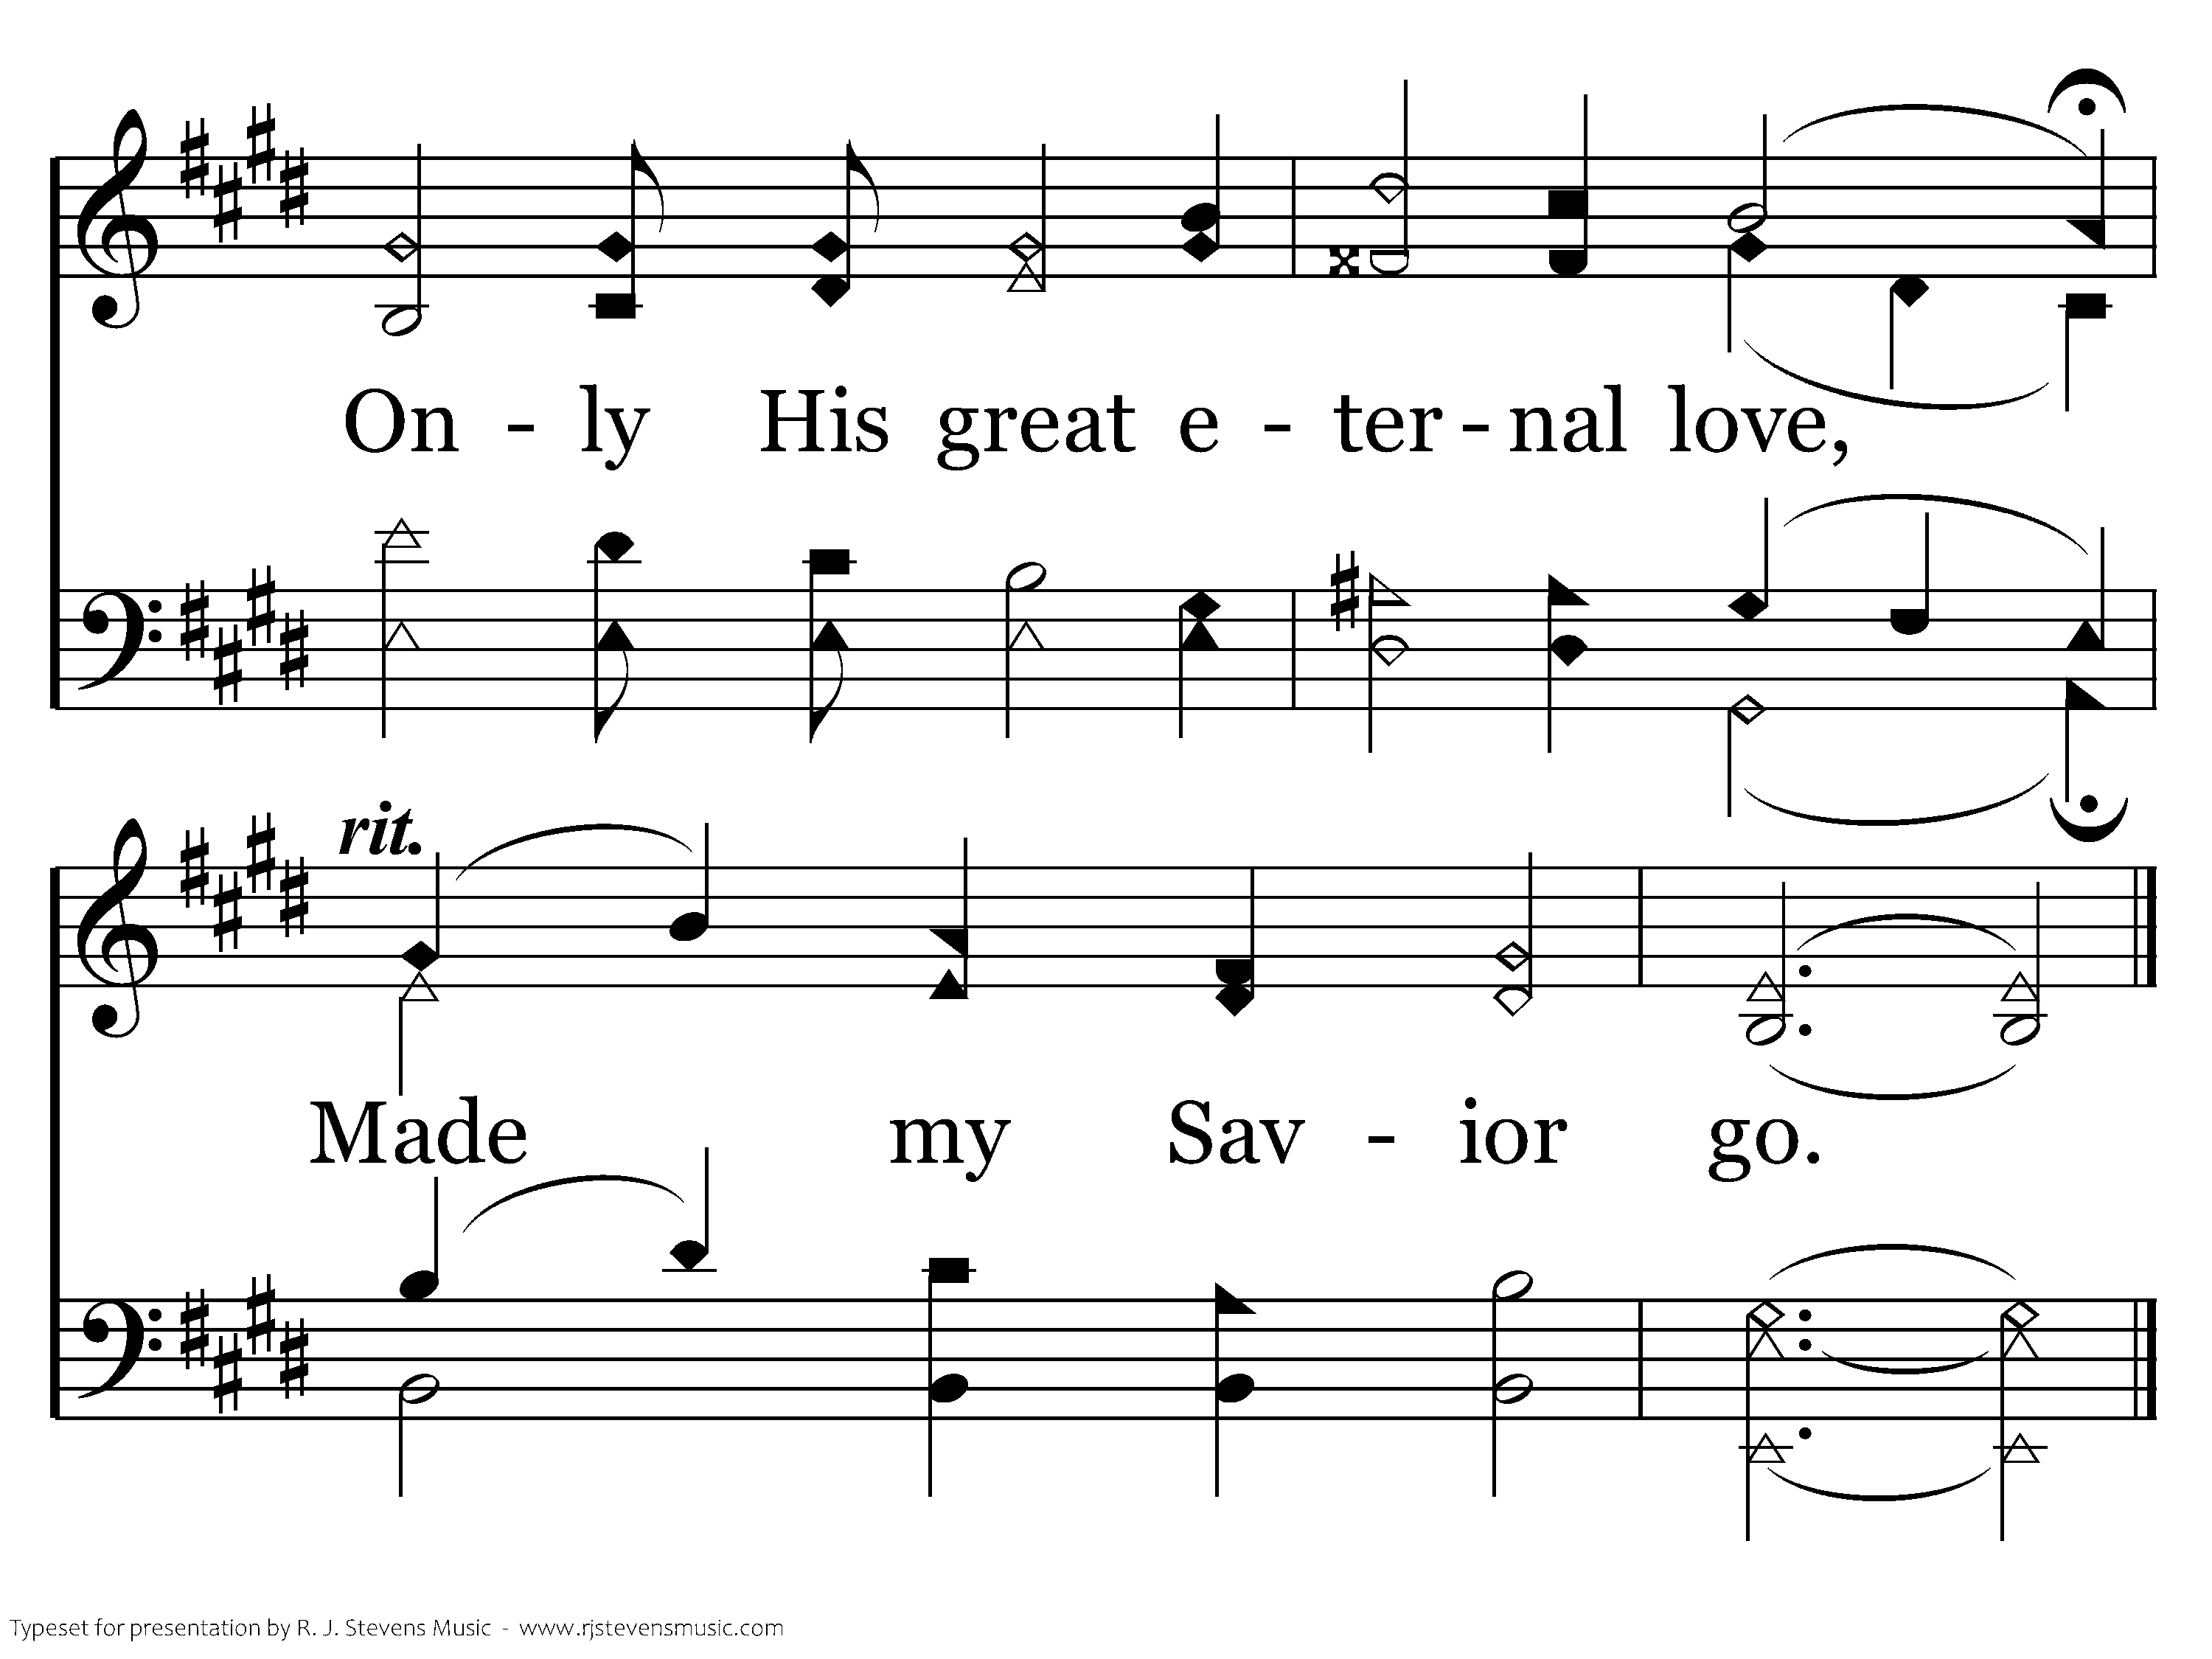 On - ly His great e - ter - nal love,
rit.
Made my Sav - ior go.
Typeset for presentation by R. J. Stevens Music - www.rjstevensmusic.com